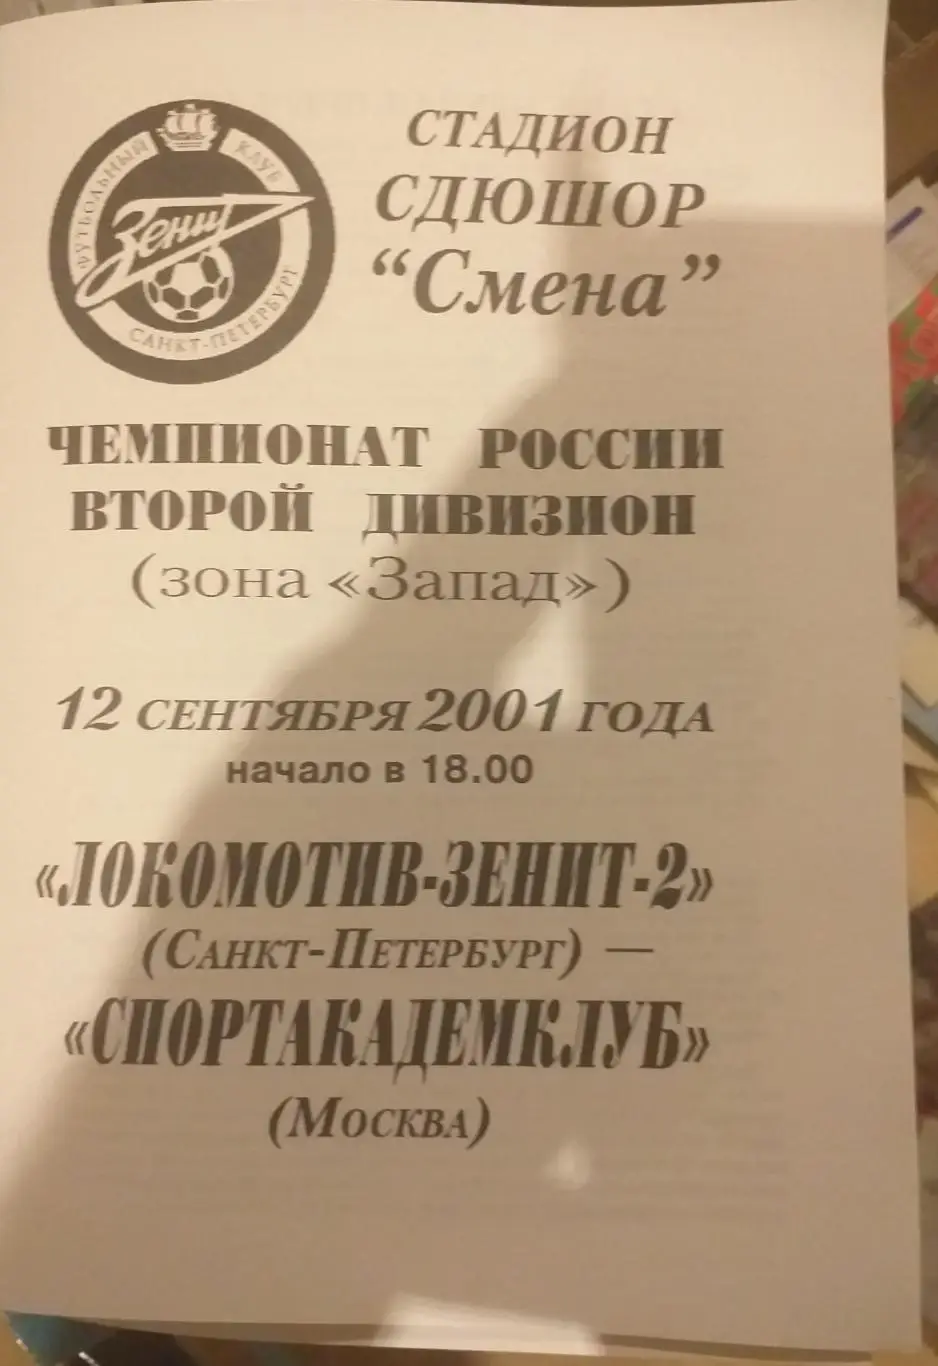 ФУТБОЛЬНЫЙ КЛУБ
Зенит
САНКТ-ПЕТЕРБУРГ
СТАДИОН
СДЮШОР
“Смена”
ЧЕМПИОНАТ РОССИИ
ВТОРОЙ ДИВИЗИОН
(зона «Запад»)
12 СЕНТЯБРЯ 2001 ГОДА
начало в 18.00
«ЛОКОМОТИВ-ЗЕНИТ-2»
(САНКТ-ПЕТЕРБУРГ) —
«СПОРТАКАДЕМКЛУБ»
(МОСКВА)